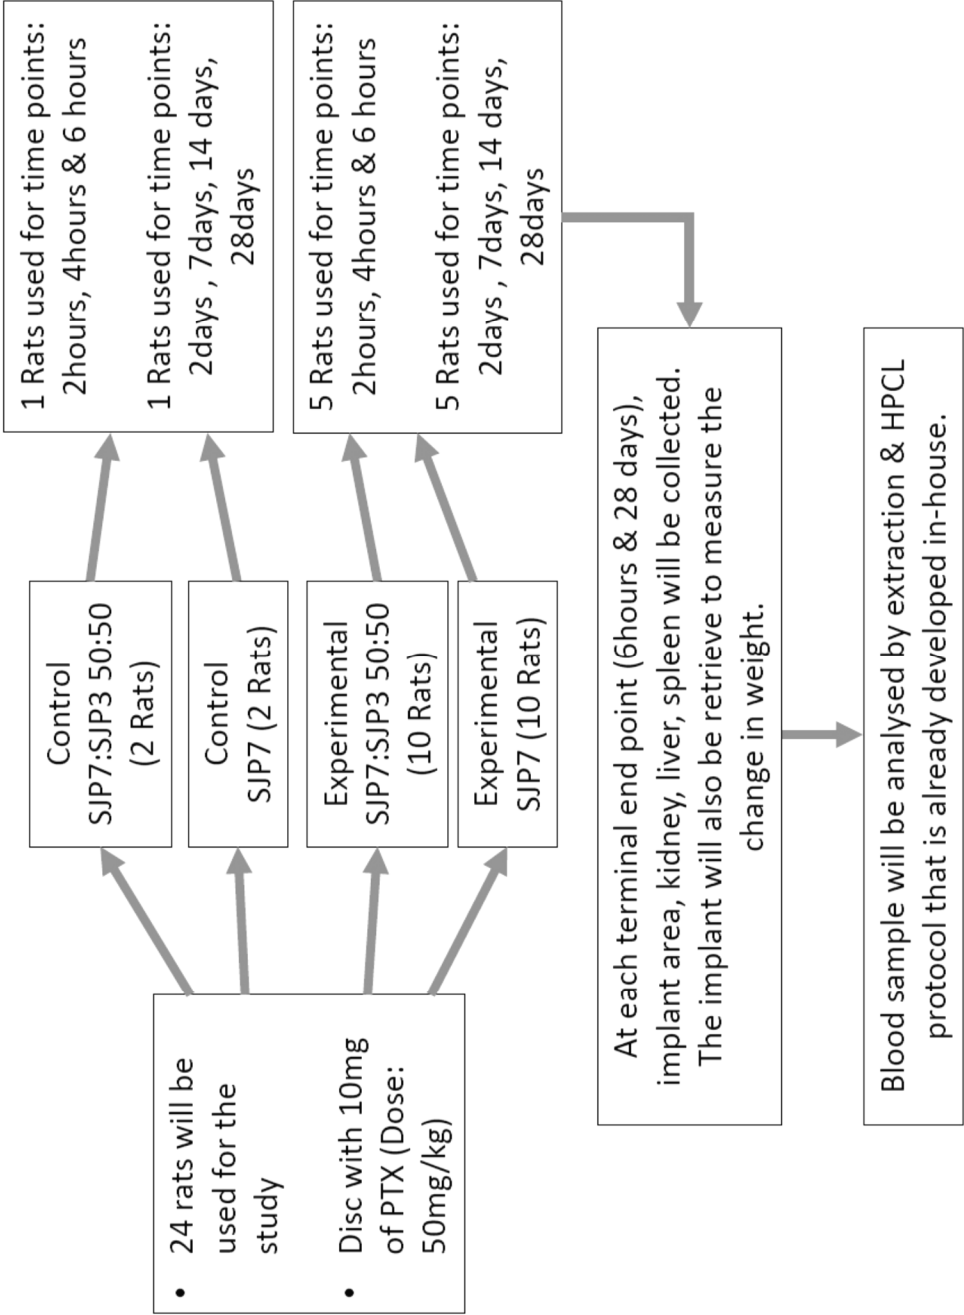 • 24 rats will be
used for the
study
• Disc with 10mg
of PTX (Dose:
50mg/kg)
Control
SJP7:SJP3 50:50
(2 Rats)
Control
SJP7 (2 Rats)
Experimental
SJP7:SJP3 50:50
(10 Rats)
Experimental
SJP7 (10 Rats)
1 Rats used for time points:
2hours, 4hours & 6 hours
1 Rats used for time points:
2days , 7days, 14 days,
28days
5 Rats used for time points:
2hours, 4hours & 6 hours
5 Rats used for time points:
2days , 7days, 14 days,
28days
At each terminal end point (6hours & 28 days),
implant area, kidney, liver, spleen will be collected.
The implant will also be retrieve to measure the
change in weight.
Blood sample will be analysed by extraction & HPCL
protocol that is already developed in-house.